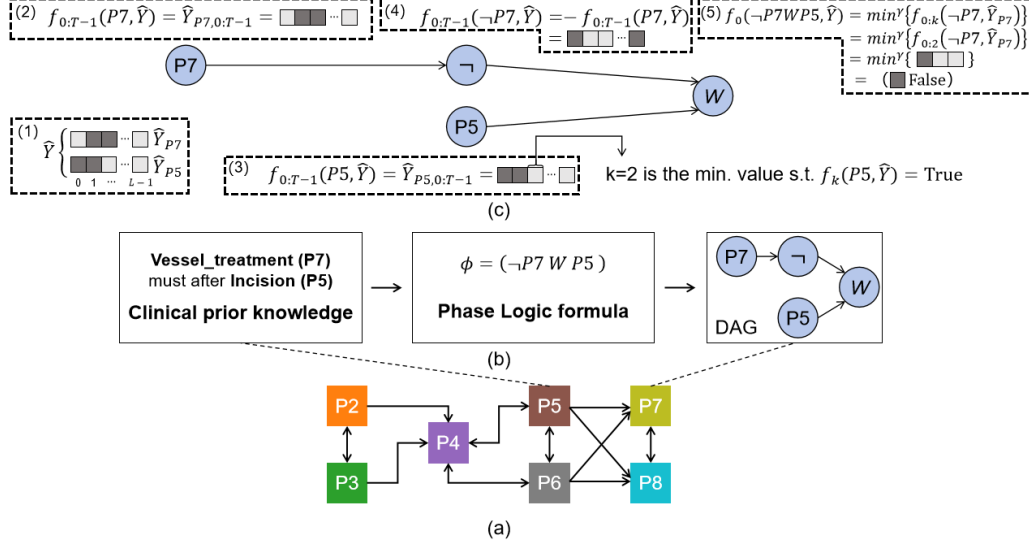 (2) f_{0:T−1}(P7, Ŷ) = Ŷ_{P7,0:T−1} = ···
(4) f_{0:T−1}(¬P7, Ŷ) =− f_{0:T−1}(P7, Ŷ)
= ···
(5) f_0(¬P7WP5, Ŷ) = min^γ{f_{0:k}(¬P7, Ŷ_{P7})}
= min^γ{f_{0:2}(¬P7, Ŷ_{P7})}
= min^γ{ }
= ( False)
P7
¬
W
P5
(1)
Ŷ { ··· Ŷ_{P7}
··· Ŷ_{P5}
0 1 ··· L−1
(3) f_{0:T−1}(P5, Ŷ) = Ŷ_{P5,0:T−1} = ···
k=2 is the min. value s.t. f_k(P5, Ŷ) = True
(c)
Vessel_treatment (P7)
must after Incision (P5)
Clinical prior knowledge
ϕ = (¬P7 W P5 )
Phase Logic formula
P7
¬
W
P5
DAG
(b)
P2
P5
P7
P4
P3
P6
P8
(a)